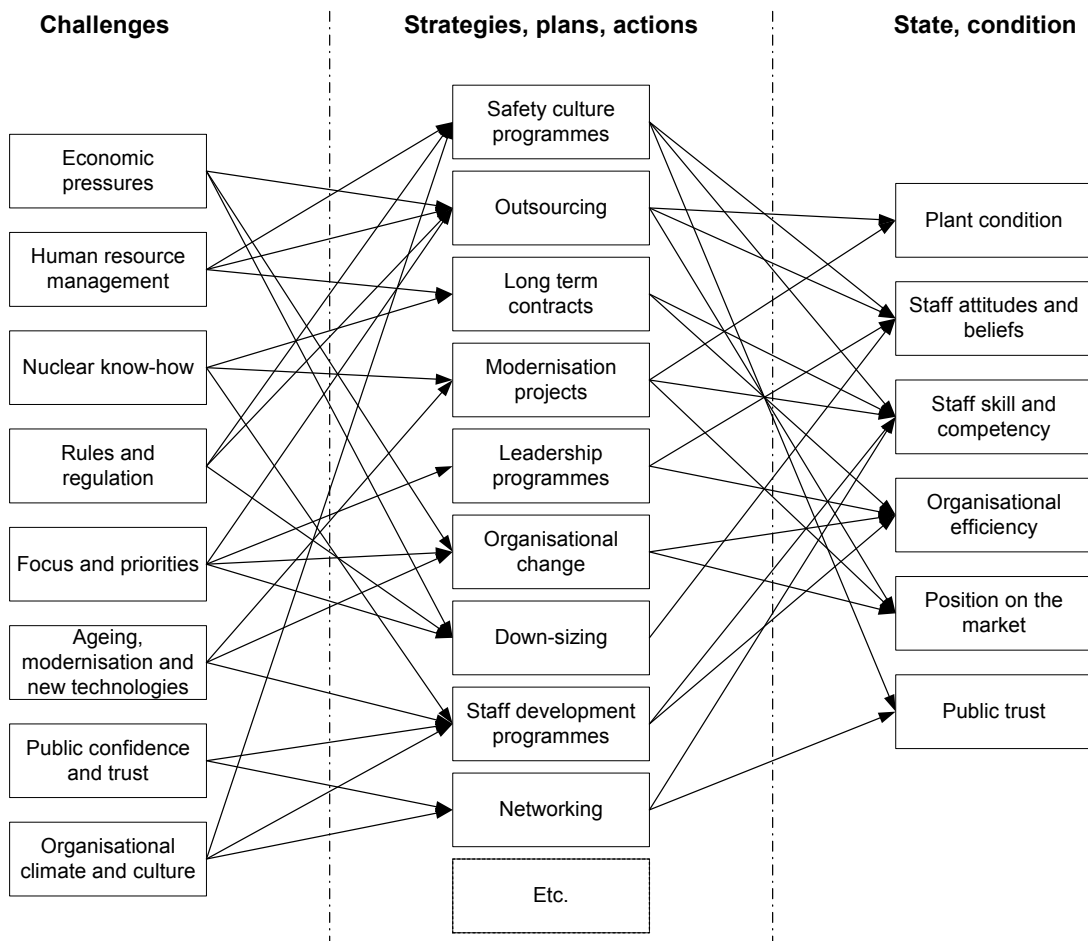 Challenges
Strategies, plans, actions
State, condition
Economic
pressures
Human resource
management
Nuclear know-how
Rules and
regulation
Focus and priorities
Ageing,
modernisation and
new technologies
Public confidence
and trust
Organisational
climate and culture
Safety culture
programmes
Outsourcing
Long term
contracts
Modernisation
projects
Leadership
programmes
Organisational
change
Down-sizing
Staff development
programmes
Networking
Etc.
Plant condition
Staff attitudes and
beliefs
Staff skill and
competency
Organisational
efficiency
Position on the
market
Public trust